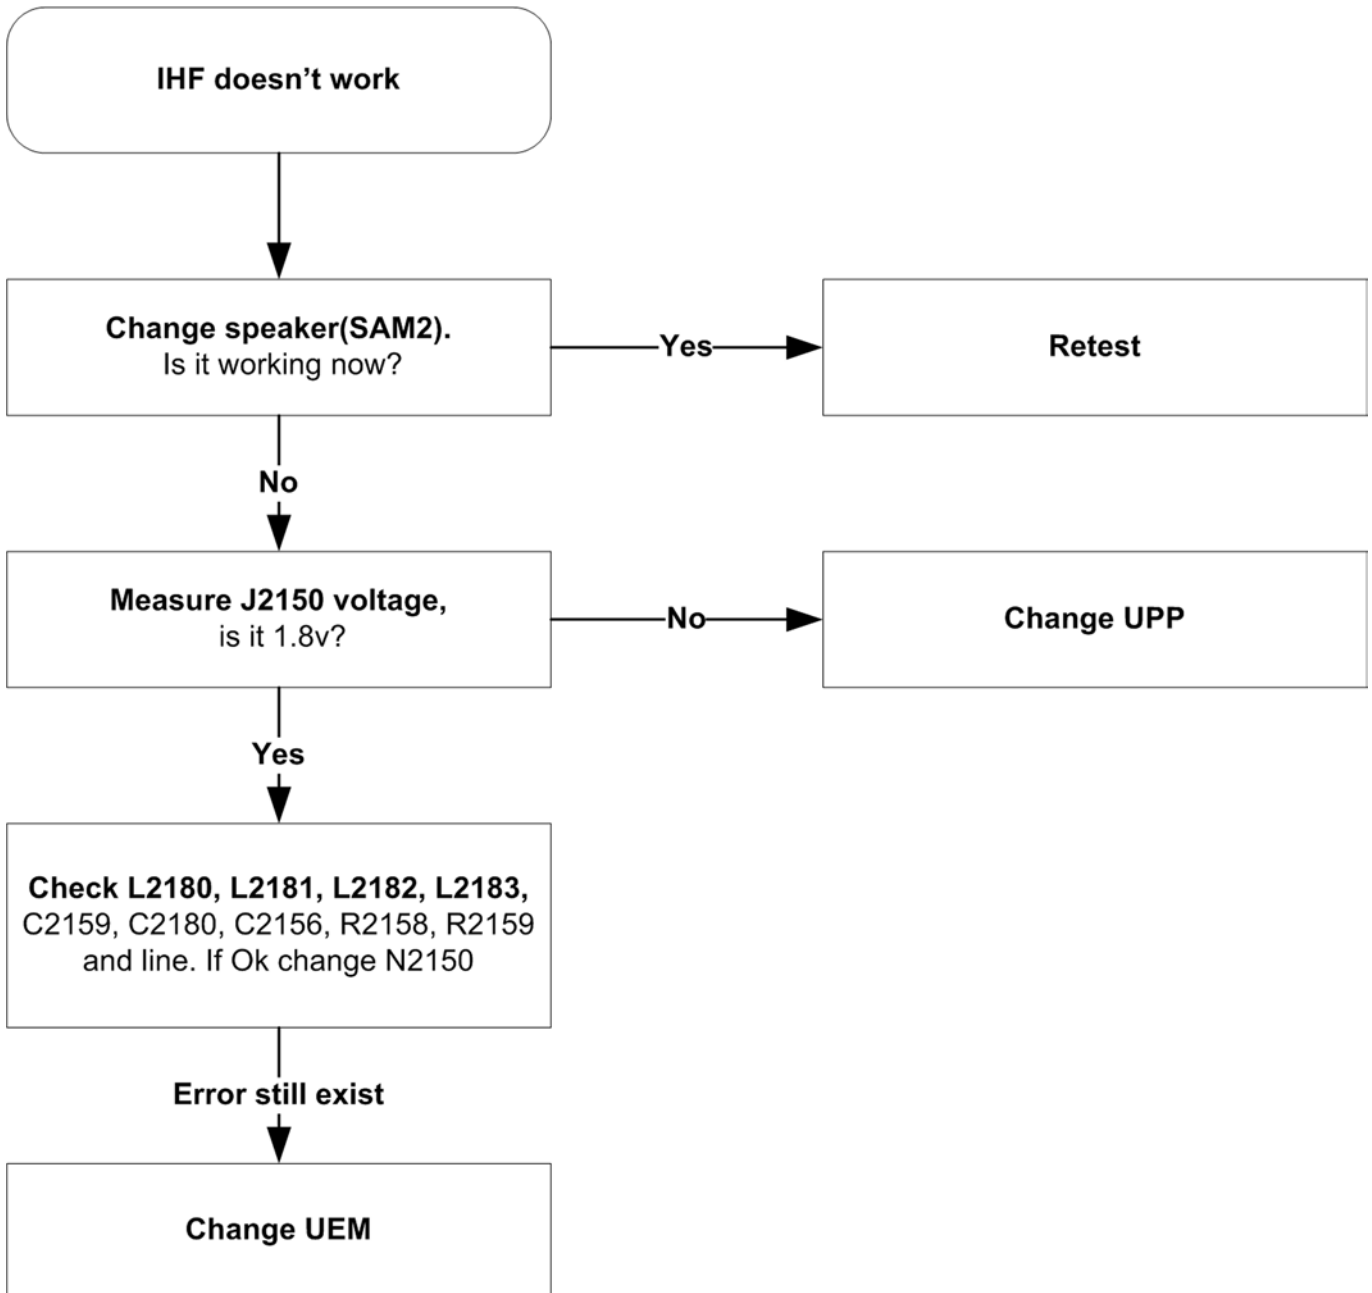 IHF doesn't work
Change speaker(SAM2).
Is it working now?
Yes
Retest
No
Measure J2150 voltage,
is it 1.8v?
No
Change UPP
Yes
Check L2180, L2181, L2182, L2183,
C2159, C2180, C2156, R2158, R2159
and line. If Ok change N2150
Error still exist
Change UEM